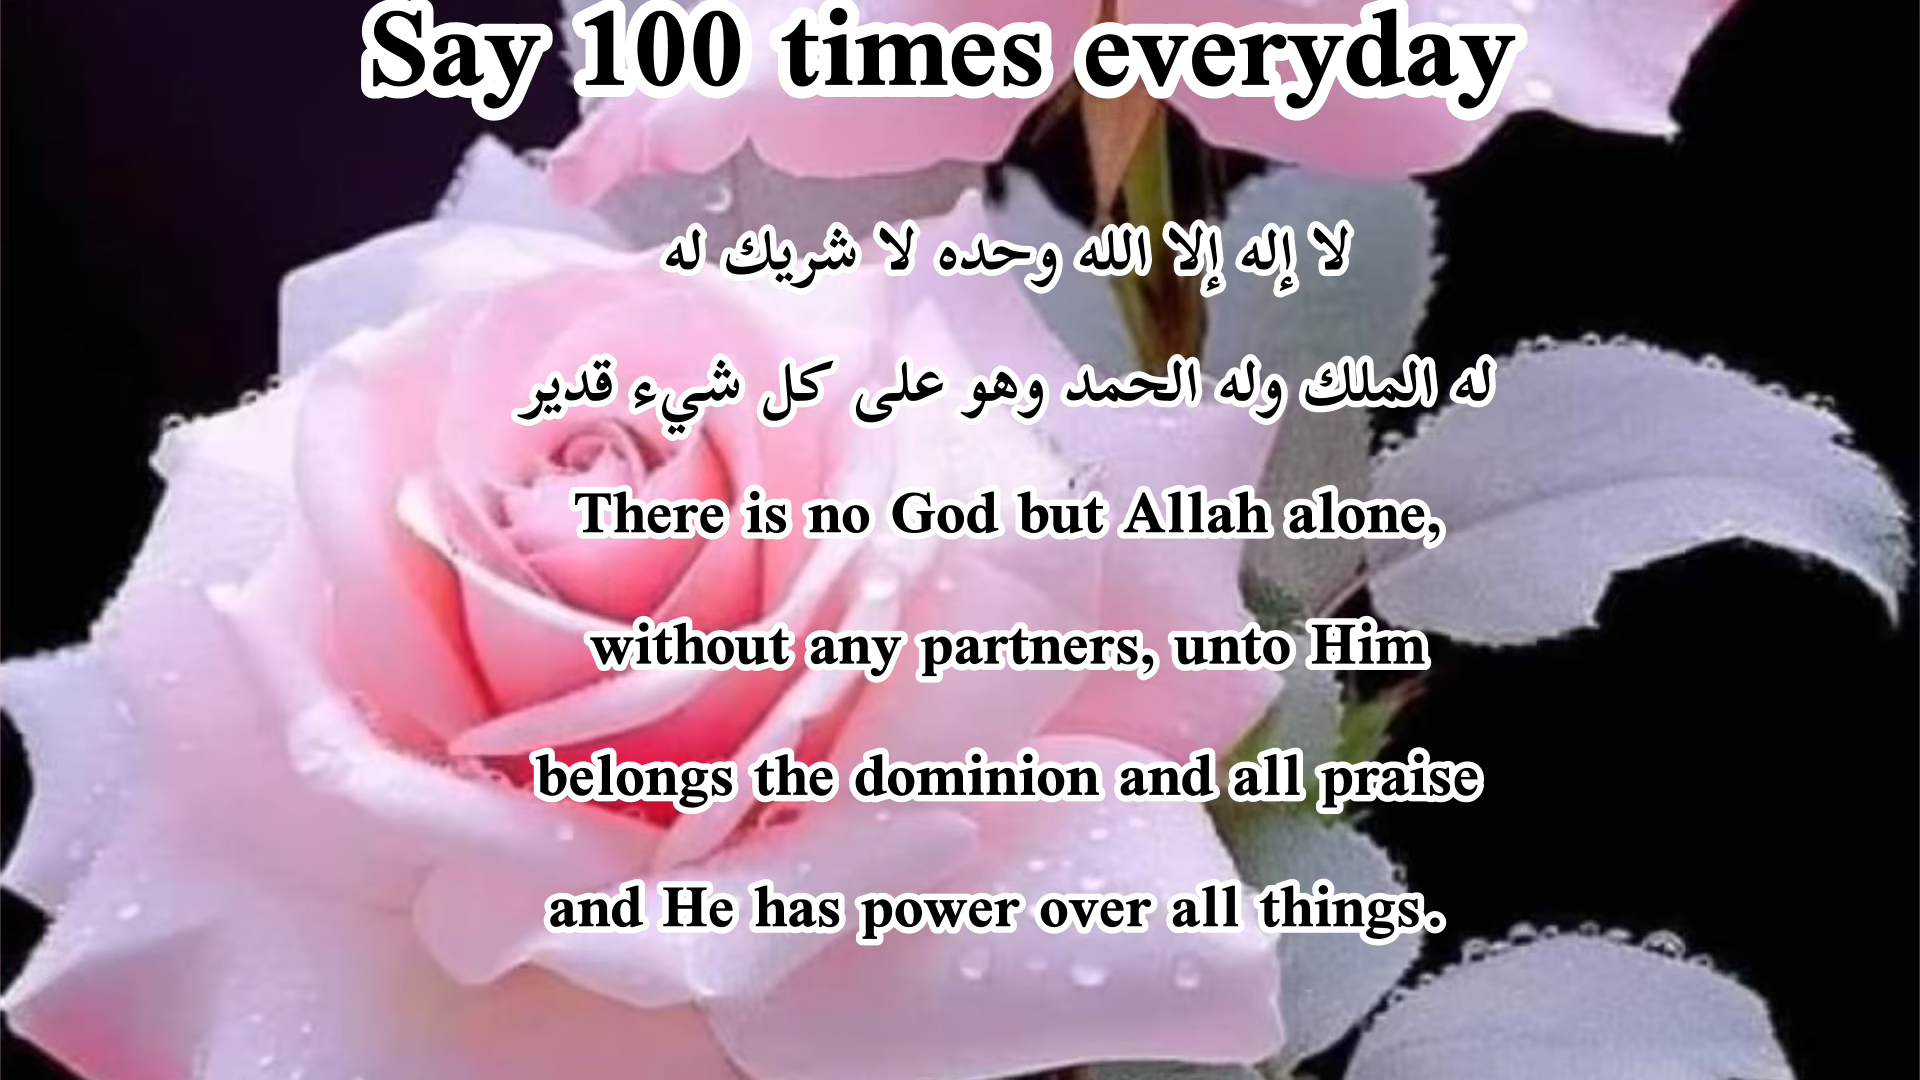 Say 100 times everyday
لا إله إلا الله وحده لا شريك له
له الملك وله الحمد وهو على كل شيء قدير
There is no God but Allah alone,
without any partners, unto Him
belongs the dominion and all praise
and He has power over all things.